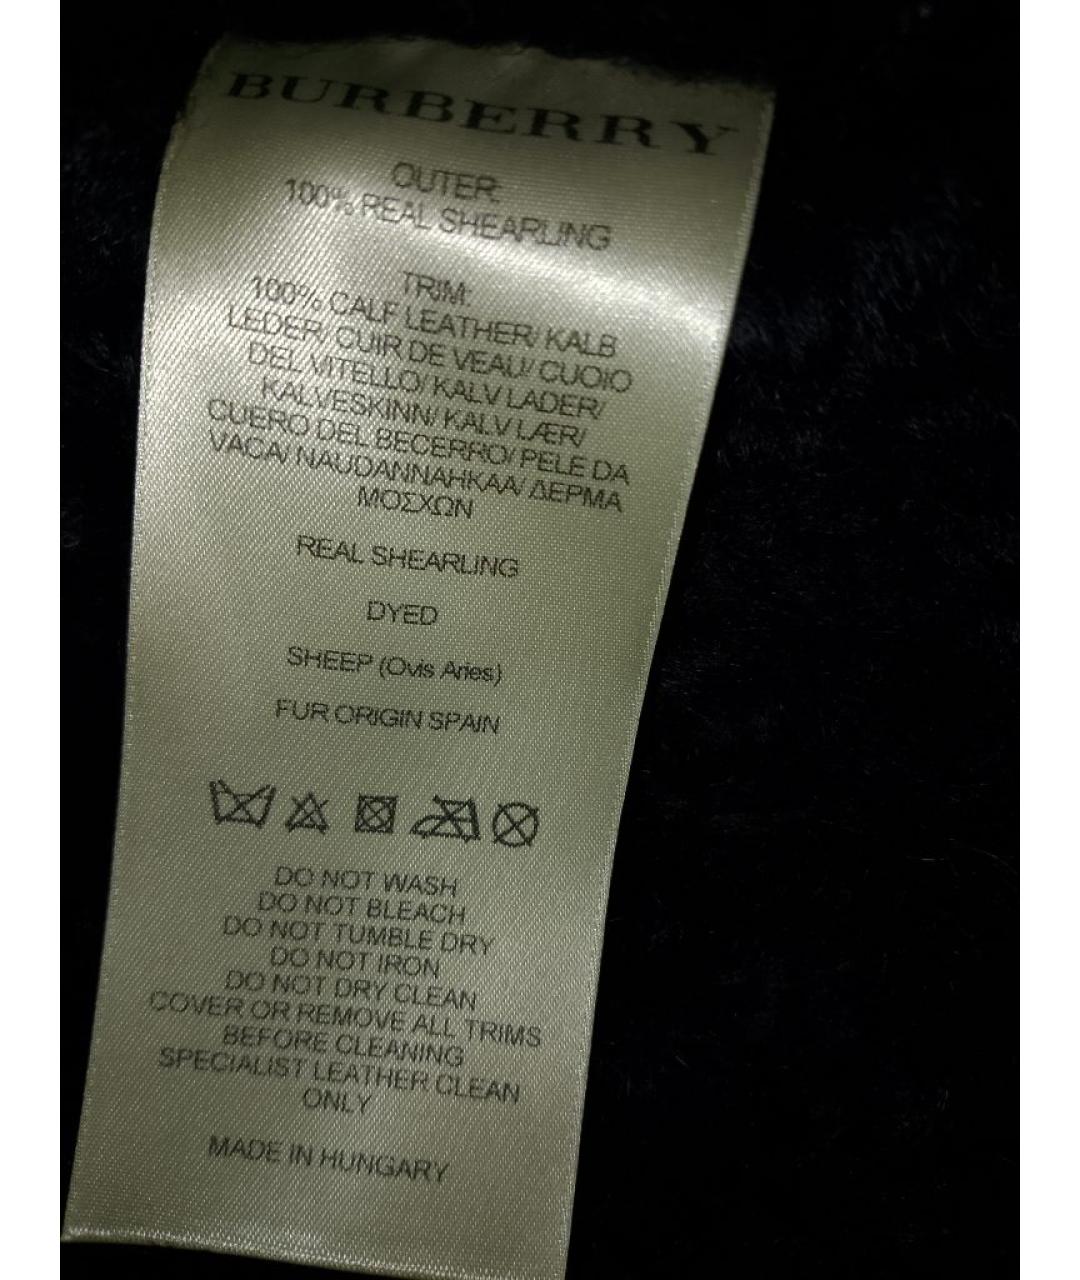 BURBERRY
OUTER:
100% REAL SHEARLING
TRIM:
100% CALF LEATHER/ KALB
LEDER/ CUIR DE VEAU/ CUOIO
DEL VITELLO/ KALV LADER/
KALVESKINN/ KALV LÆR/
CUERO DEL BECERRO/ PELE DA
VACA/ NAUDANNAHKAA/ ΔΕΡΜΑ
ΜΟΣΧΩΝ
REAL SHEARLING
DYED
SHEEP (Ovis Aries)
FUR ORIGIN SPAIN
DO NOT WASH
DO NOT BLEACH
DO NOT TUMBLE DRY
DO NOT IRON
DO NOT DRY CLEAN
COVER OR REMOVE ALL TRIMS
BEFORE CLEANING
SPECIALIST LEATHER CLEAN
ONLY
MADE IN HUNGARY